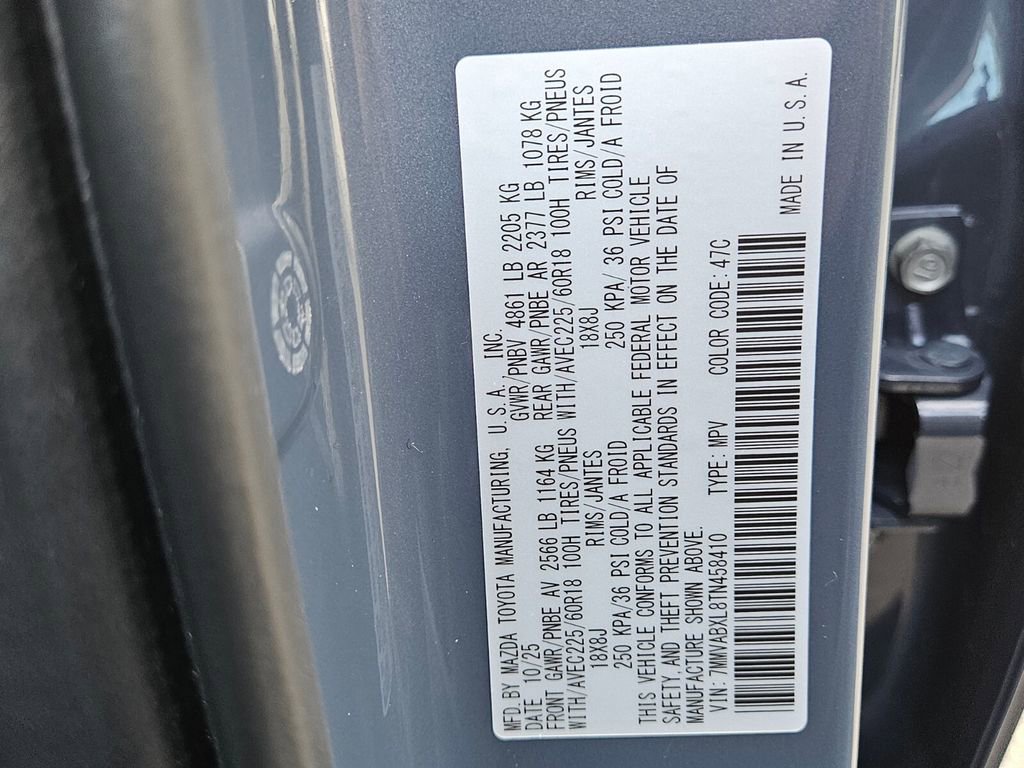 MFD. BY MAZDA TOYOTA MANUFACTURING, U. S. A., INC.
DATE 10/25 GVWR/PNBV 4861 LB 2205 KG
FRONT GAWR/PNBE AV 2566 LB 1164 KG REAR GAWR/PNBE AR 2377 LB 1078 KG
WITH/AVEC225/60R18 100H TIRES/PNEUS WITH/AVEC225/60R18 100H TIRES/PNEUS
18X8J RIMS/JANTES 18X8J RIMS/JANTES
250 KPA/36 PSI COLD/A FROID 250 KPA/ 36 PSI COLD/A FROID
THIS VEHICLE CONFORMS TO ALL APPLICABLE FEDERAL MOTOR VEHICLE
SAFETY, AND THEFT PREVENTION STANDARDS IN EFFECT ON THE DATE OF
MANUFACTURE SHOWN ABOVE.
VIN: 7MMVABXL8TN458410 TYPE: MPV COLOR CODE: 47C
MADE IN U. S. A.